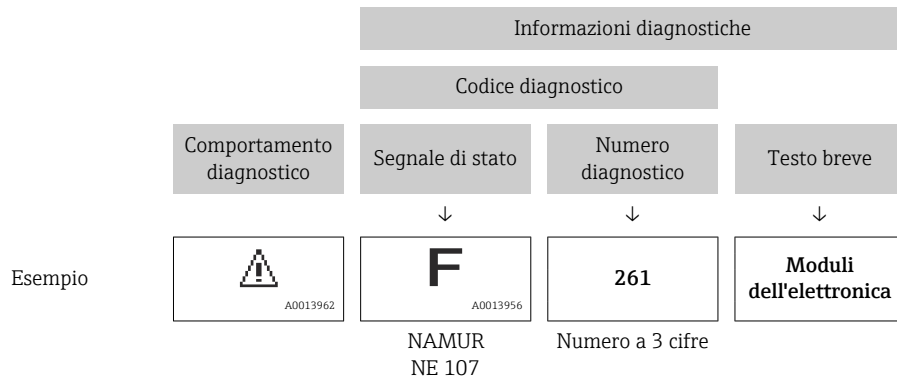 Informazioni diagnostiche
Codice diagnostico
Comportamento
diagnostico
Segnale di stato
Numero
diagnostico
Testo breve
↓ ↓ ↓
Esempio
A0013962
F
A0013956
261
Moduli
dell'elettronica
NAMUR
NE 107
Numero a 3 cifre